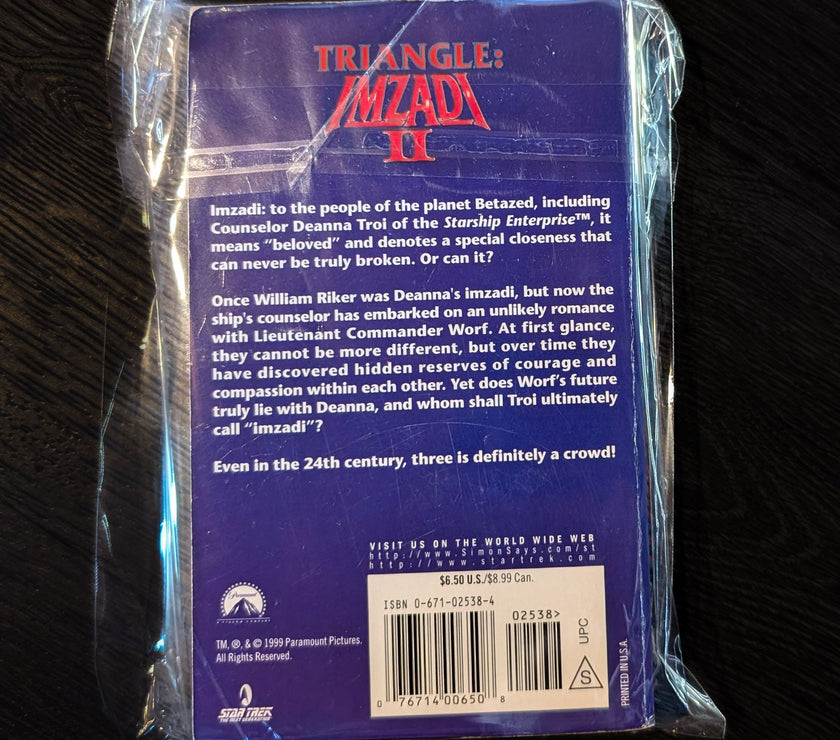 TRIANGLE:
IMZADI
II
Imzadi: to the people of the planet Betazed, including
Counselor Deanna Troi of the Starship Enterprise™, it
means "beloved" and denotes a special closeness that
can never be truly broken. Or can it?
Once William Riker was Deanna's imzadi, but now the
ship's counselor has embarked on an unlikely romance
with Lieutenant Commander Worf. At first glance,
they cannot be more different, but over time they
have discovered hidden reserves of courage and
compassion within each other. Yet does Worf's future
truly lie with Deanna, and whom shall Troi ultimately
call "imzadi"?
Even in the 24th century, three is definitely a crowd!
VISIT US ON THE WORLD WIDE WEB
http://www.SimonSays.com/st
http://www.startrek.com
$6.50 U.S./$8.99 Can.
ISBN 0-671-02538-4
02538>
0 76714 00650 8
UPC
S
PRINTED IN U.S.A.
Paramount
TM, ®, & © 1999 Paramount Pictures.
All Rights Reserved.
STAR TREK
THE NEXT GENERATION